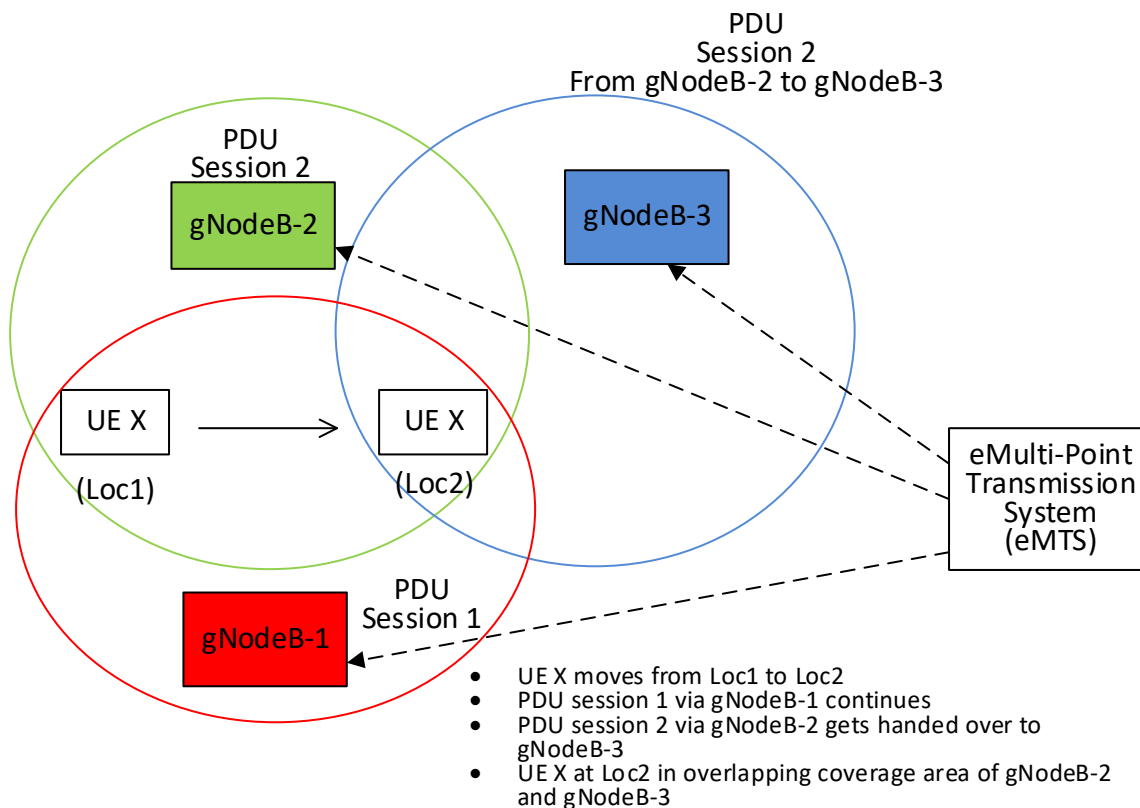 PDU
Session 2
From gNodeB-2 to gNodeB-3
PDU
Session 2
gNodeB-2
gNodeB-3
UE X
UE X
(Loc1)
(Loc2)
eMulti-Point
Transmission
System
(eMTS)
PDU
Session 1
gNodeB-1
• UE X moves from Loc1 to Loc2
• PDU session 1 via gNodeB-1 continues
• PDU session 2 via gNodeB-2 gets handed over to
gNodeB-3
• UE X at Loc2 in overlapping coverage area of gNodeB-2
and gNodeB-3